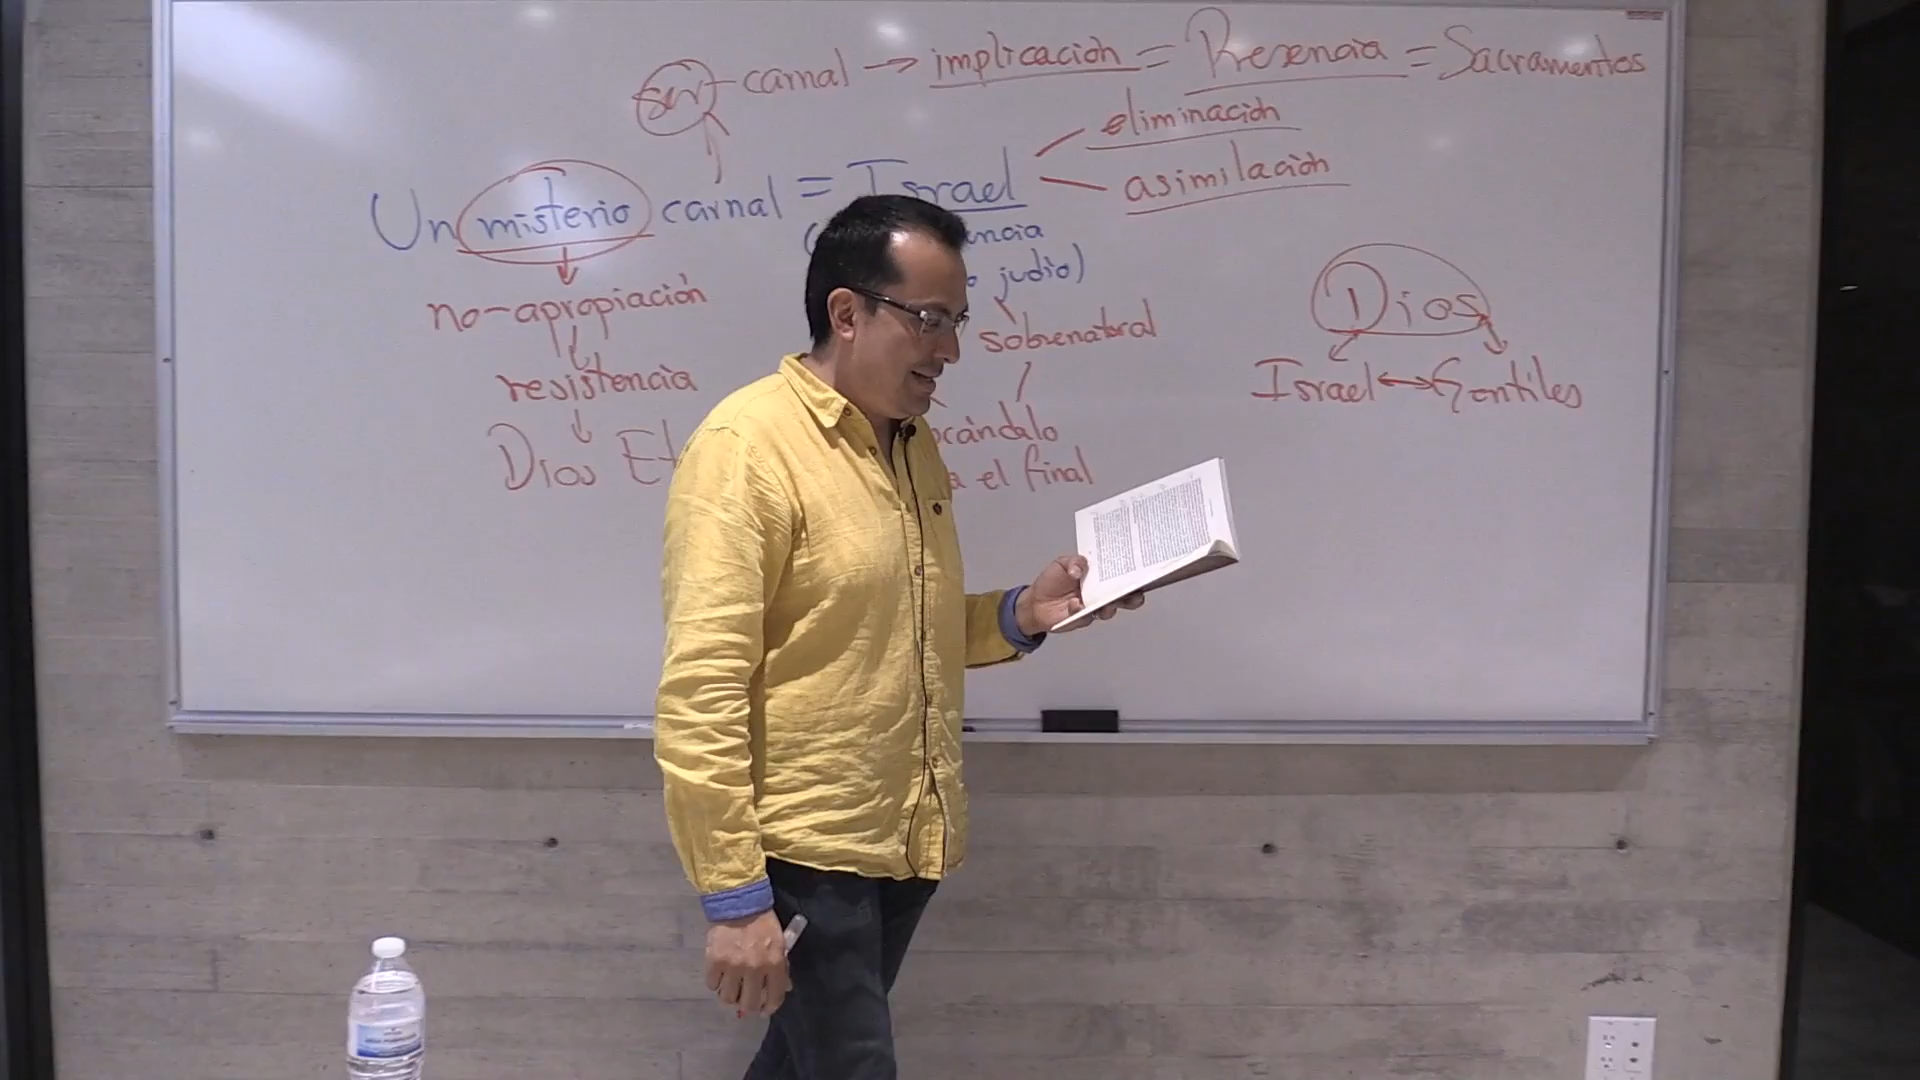 ser carnal → implicación = Presencia = Sacramentos
eliminación
Un misterio carnal = Israel
asimilación
judío)
no-apropiación
sobrenatural
Dios
resistencia
Israel ↔ Gentiles
Dios
el final